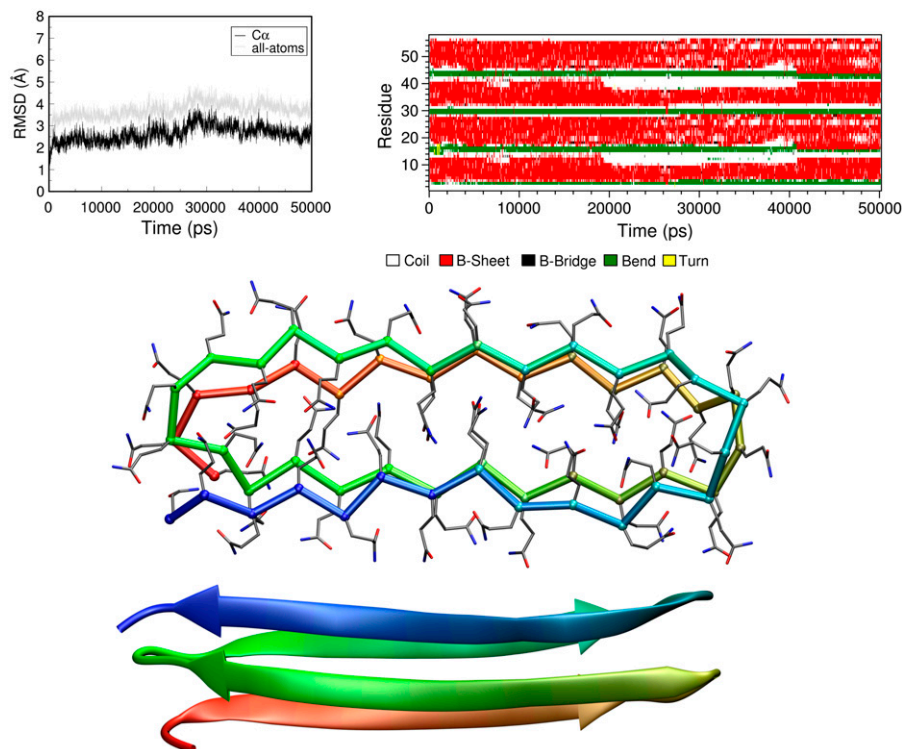 8
7
6
5
4
3
2
1
0
RMSD (Å)
Cα
all-atoms
0 10000 20000 30000 40000 50000
Time (ps)
50
40
30
20
10
Residue
0 10000 20000 30000 40000 50000
Time (ps)
Coil B-Sheet B-Bridge Bend Turn